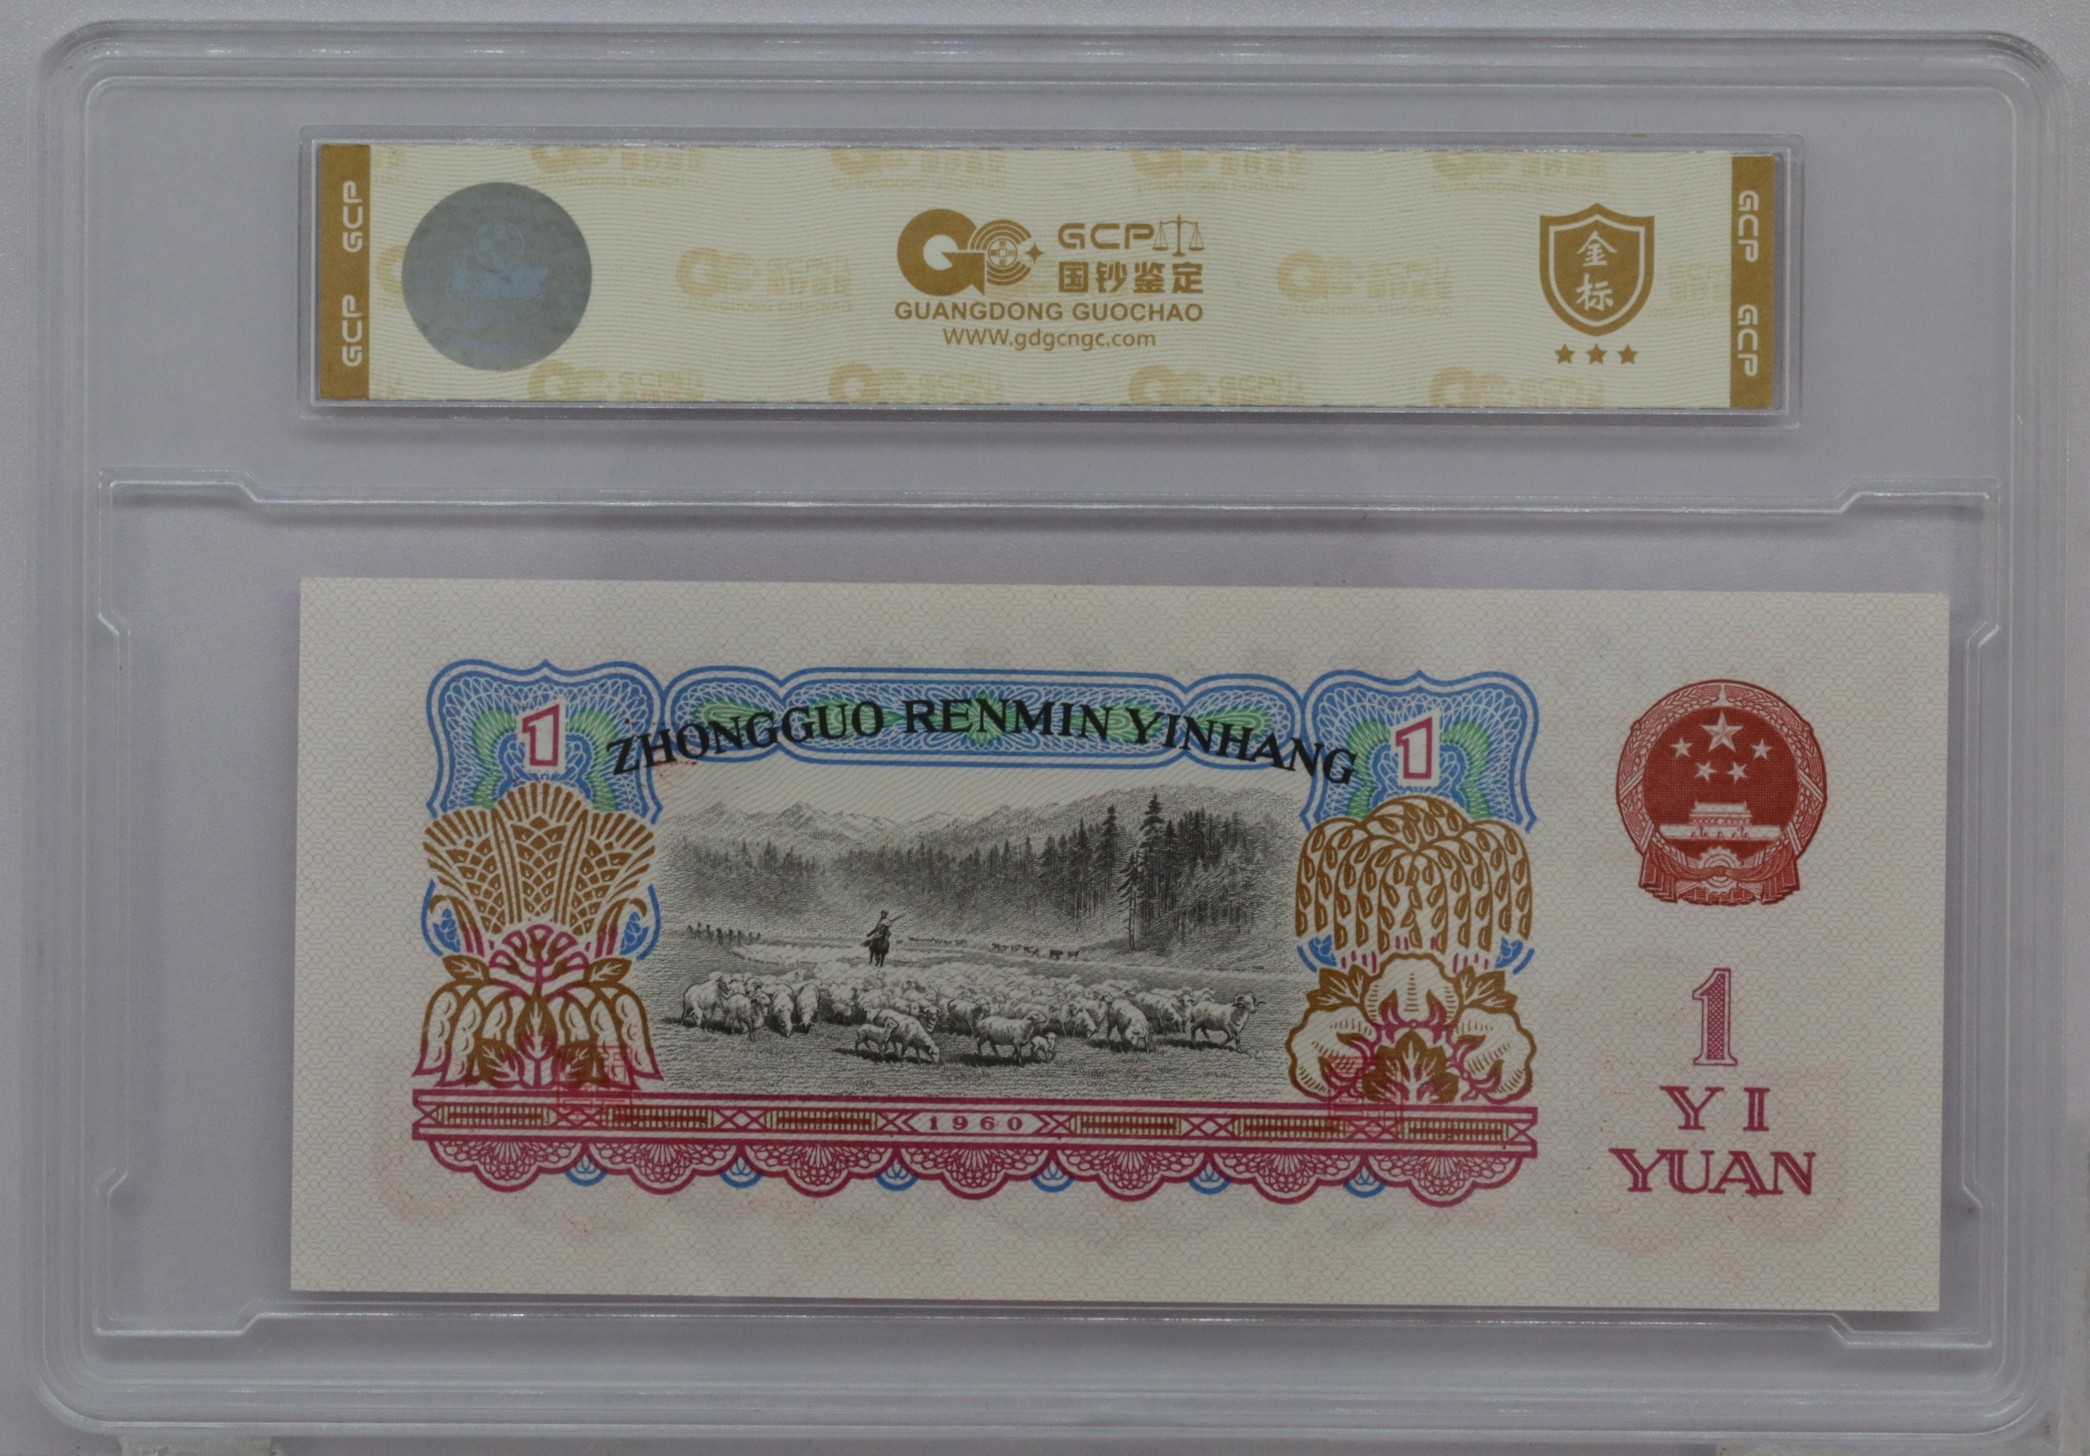 GCP GCP
GCP
国钞鉴定
GUANGDONG GUOCHAO
WWW.gdgcngc.com
金
标
GCP GCP
ZHONGGUO RENMIN YINHANG
1
1
1960
1
YI
YUAN